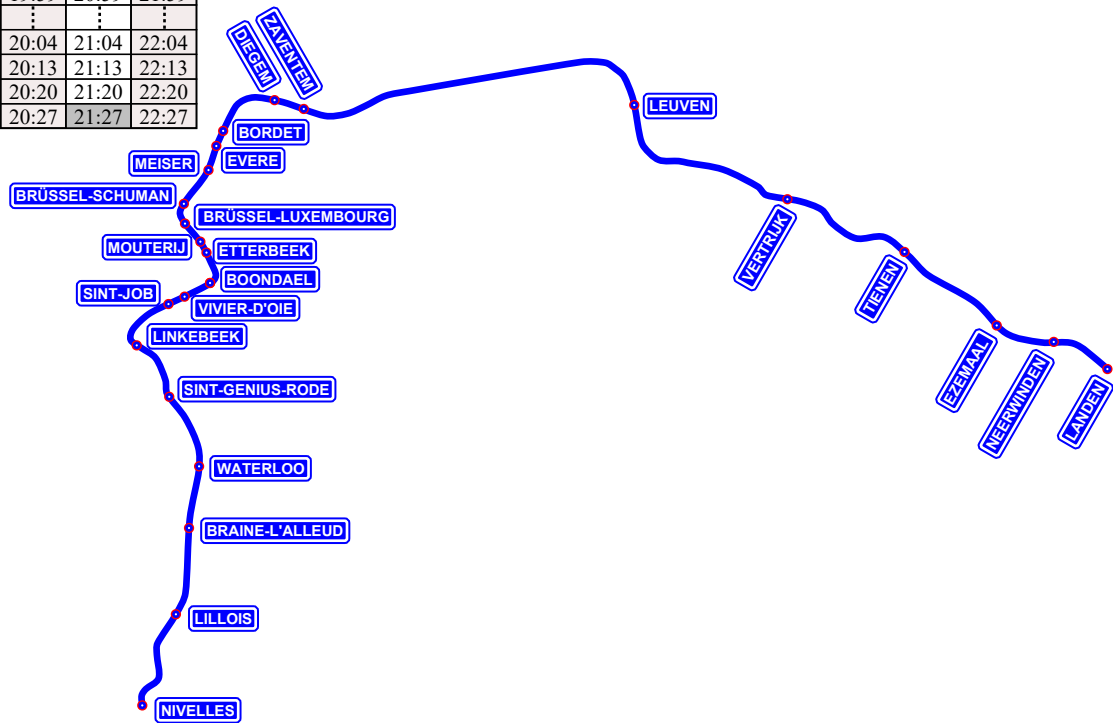 20:04 21:04 22:04
20:13 21:13 22:13
20:20 21:20 22:20
20:27 21:27 22:27
DIEGEM
ZAVENTEM
LEUVEN
BORDET
EVERE
MEISER
BRÜSSEL-SCHUMAN
BRÜSSEL-LUXEMBOURG
MOUTERIJ
ETTERBEEK
BOONDAEL
SINT-JOB
VIVIER-D'OIE
LINKEBEEK
SINT-GENIUS-RODE
WATERLOO
BRAINE-L'ALLEUD
LILLOIS
NIVELLES
VERTRIJK
TIENEN
EZEMAAL
NEERWINDEN
LANDEN